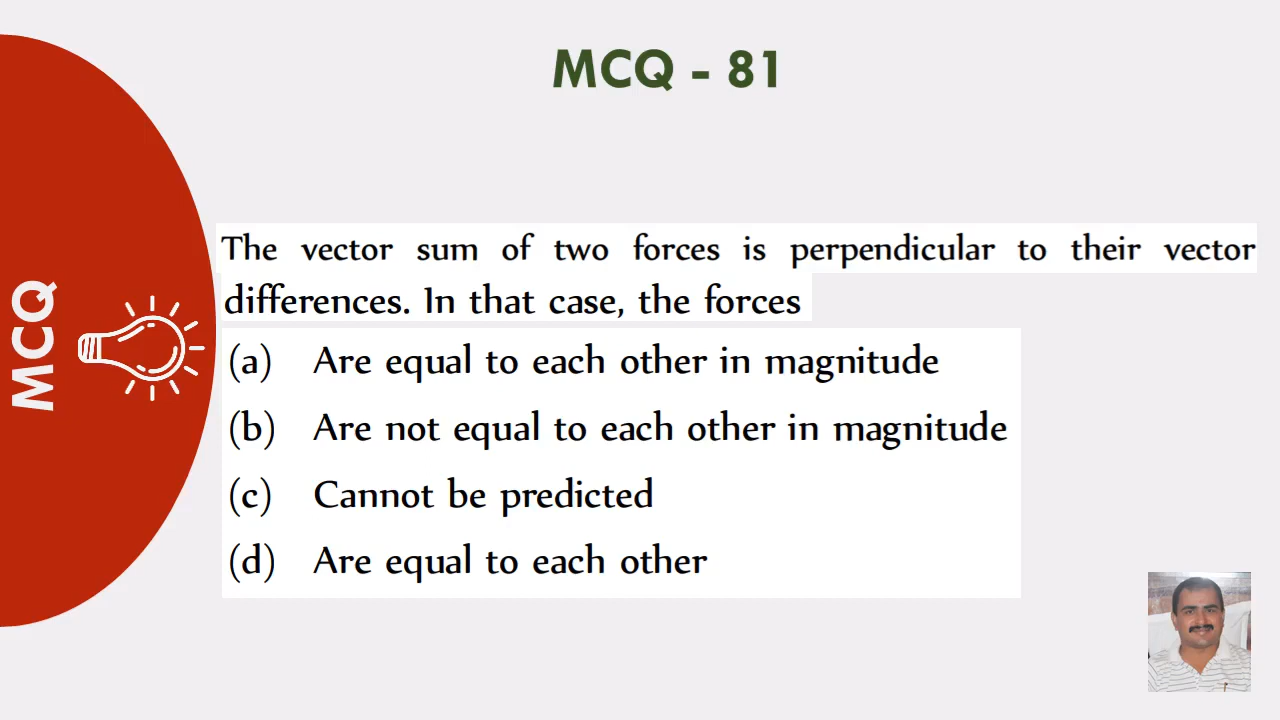 MCQ - 81
MCQ
The vector sum of two forces is perpendicular to their vector
differences. In that case, the forces
(a) Are equal to each other in magnitude
(b) Are not equal to each other in magnitude
(c) Cannot be predicted
(d) Are equal to each other